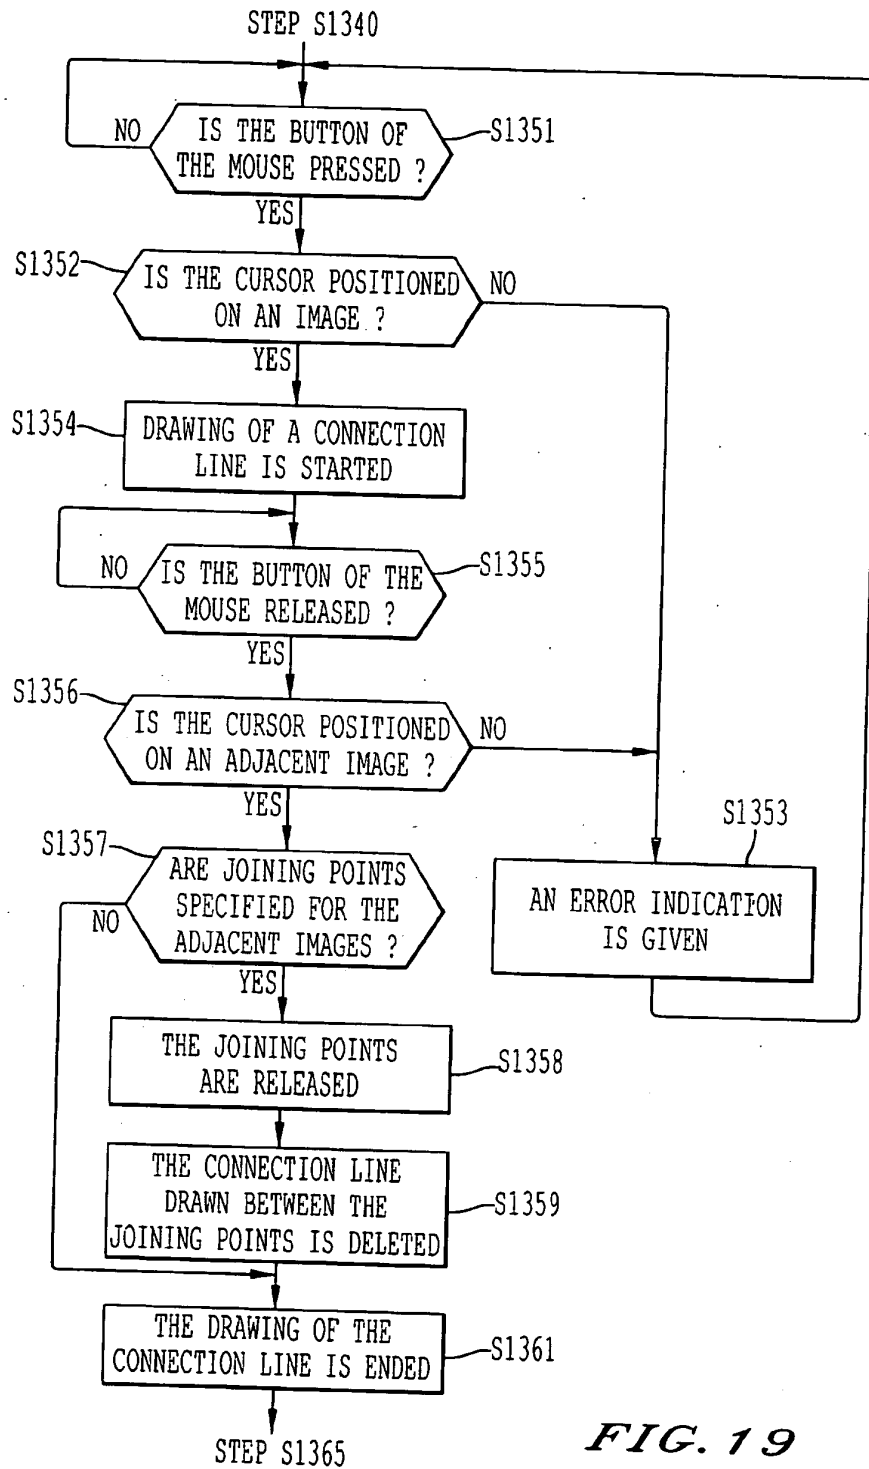 STEP S1340
NO
IS THE BUTTON OF
THE MOUSE PRESSED ?
S1351
YES
S1352
IS THE CURSOR POSITIONED
ON AN IMAGE ?
NO
YES
S1354
DRAWING OF A CONNECTION
LINE IS STARTED
NO
IS THE BUTTON OF THE
MOUSE RELEASED ?
S1355
YES
S1356
IS THE CURSOR POSITIONED
ON AN ADJACENT IMAGE ?
NO
YES
S1357
ARE JOINING POINTS
SPECIFIED FOR THE
ADJACENT IMAGES ?
NO
YES
S1353
AN ERROR INDICATION
IS GIVEN
THE JOINING POINTS
ARE RELEASED
S1358
THE CONNECTION LINE
DRAWN BETWEEN THE
JOINING POINTS IS DELETED
S1359
THE DRAWING OF THE
CONNECTION LINE IS ENDED
S1361
STEP S1365
FIG. 19